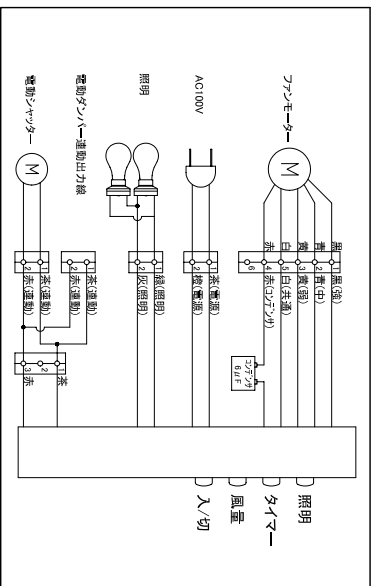 ファンモーター
M
黒 1 黒(強)
青 2 青(中)
黄 3 黄(弱)
白 5 白(共通)
赤 4 赤(コンデンサ)
6
コンデンサ
6μF
照明
タイマー
風量
入/切
AC100V
1 茶(電源)
2 橙(電源)
照明
1 緑(照明)
2 灰(照明)
電動ダンパー連動出力線
1 茶(連動)
2 赤(連動)
電動シャッター
M
1 茶(連動)
2 赤(連動)
1 茶
2
3 赤